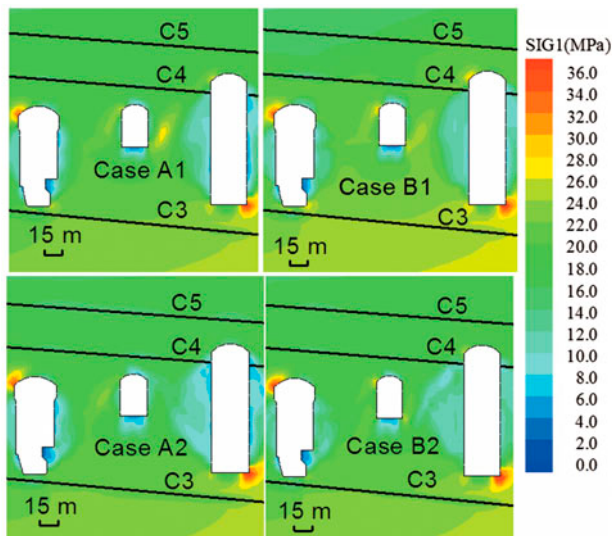 C5
C4
Case A1
C3
15 m
C5
C4
Case B1
C3
15 m
SIG1(MPa)
36.0
34.0
32.0
30.0
28.0
26.0
24.0
22.0
20.0
18.0
16.0
14.0
12.0
10.0
8.0
6.0
4.0
2.0
0.0
C5
C4
Case A2
C3
15 m
C5
C4
Case B2
C3
15 m